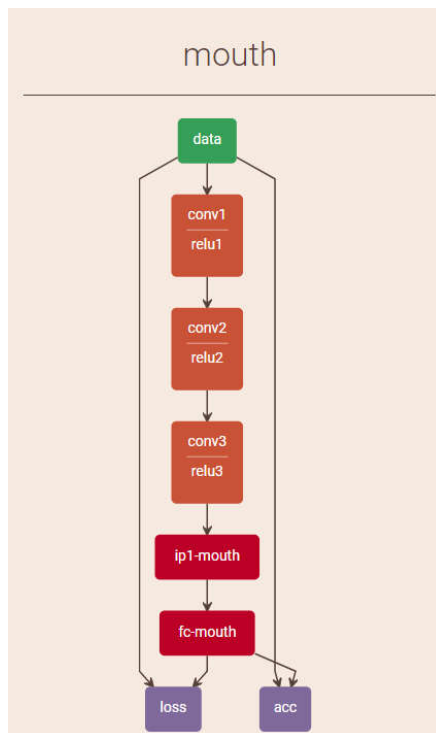 mouth
data
conv1
relu1
conv2
relu2
conv3
relu3
ip1-mouth
fc-mouth
loss
acc